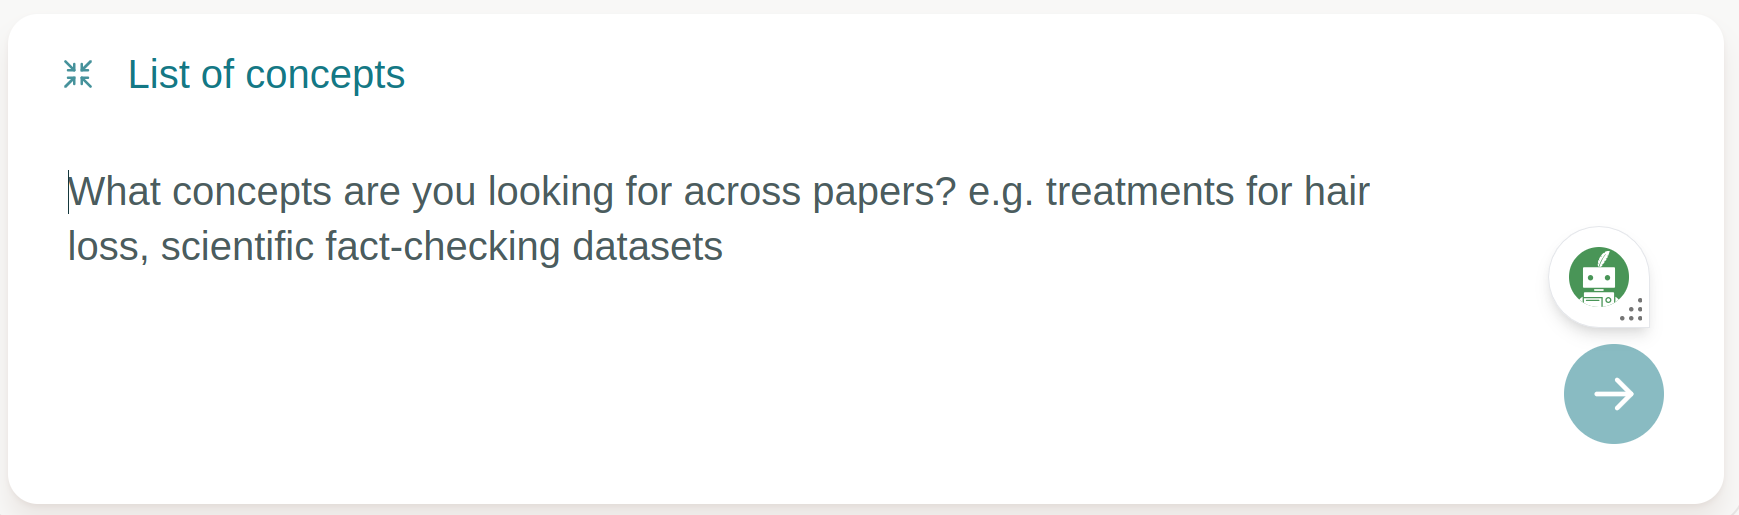 List of concepts
What concepts are you looking for across papers? e.g. treatments for hair
loss, scientific fact-checking datasets